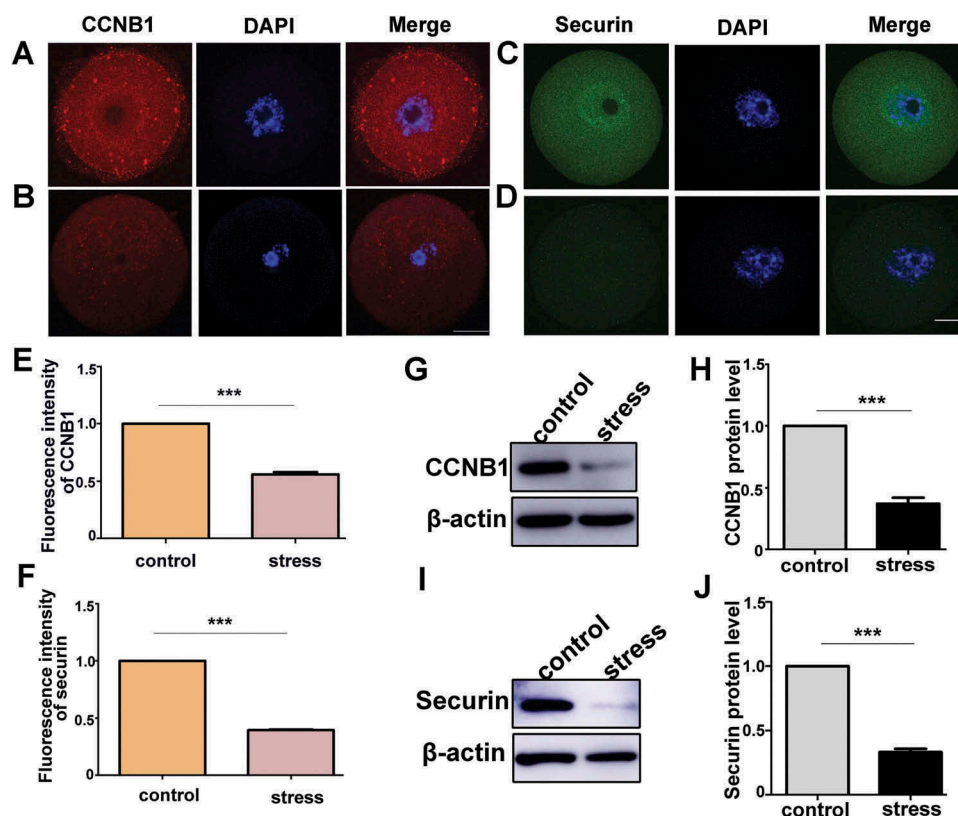 CCNB1 DAPI Merge Securin DAPI Merge
A C
B D
E
Fluorescence intensity
of CCNB1
1.5
1.0
0.5
0
***
control stress
G
control stress
CCNB1
β-actin
H
CCNB1 protein level
1.5
1.0
0.5
0
***
control stress
F
Fluorescence intensity
of securin
1.5
1.0
0.5
0
***
control stress
I
control stress
Securin
β-actin
J
Securin protein level
1.5
1.0
0.5
0.0
***
control stress